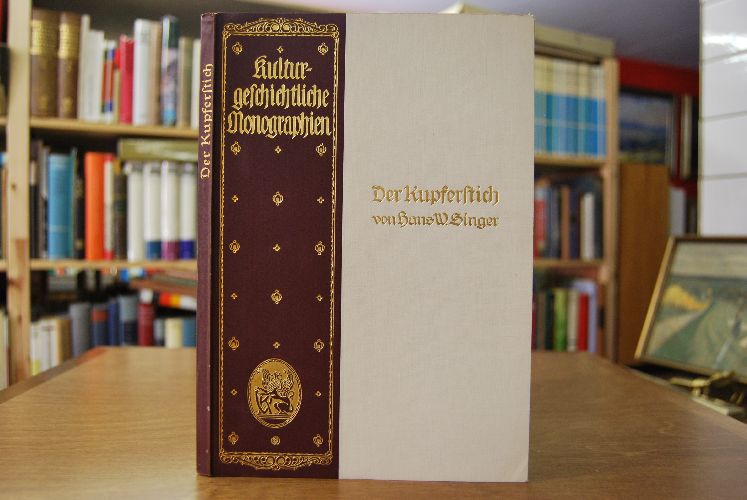 Der Kupferstich
Kultur-
geschichtliche
Monographien
Der Kupferstich
von Hans W. Singer